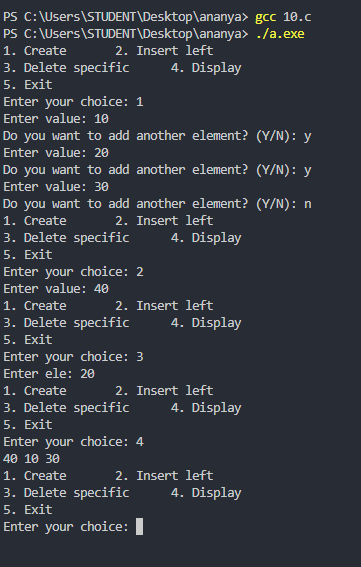 PS C:\Users\STUDENT\Desktop\ananya> gcc 10.c
PS C:\Users\STUDENT\Desktop\ananya> ./a.exe
1. Create       2. Insert left
3. Delete specific      4. Display
5. Exit
Enter your choice: 1
Enter value: 10
Do you want to add another element? (Y/N): y
Enter value: 20
Do you want to add another element? (Y/N): y
Enter value: 30
Do you want to add another element? (Y/N): n
1. Create       2. Insert left
3. Delete specific      4. Display
5. Exit
Enter your choice: 2
Enter value: 40
1. Create       2. Insert left
3. Delete specific      4. Display
5. Exit
Enter your choice: 3
Enter ele: 20
1. Create       2. Insert left
3. Delete specific      4. Display
5. Exit
Enter your choice: 4
40 10 30
1. Create       2. Insert left
3. Delete specific      4. Display
5. Exit
Enter your choice: